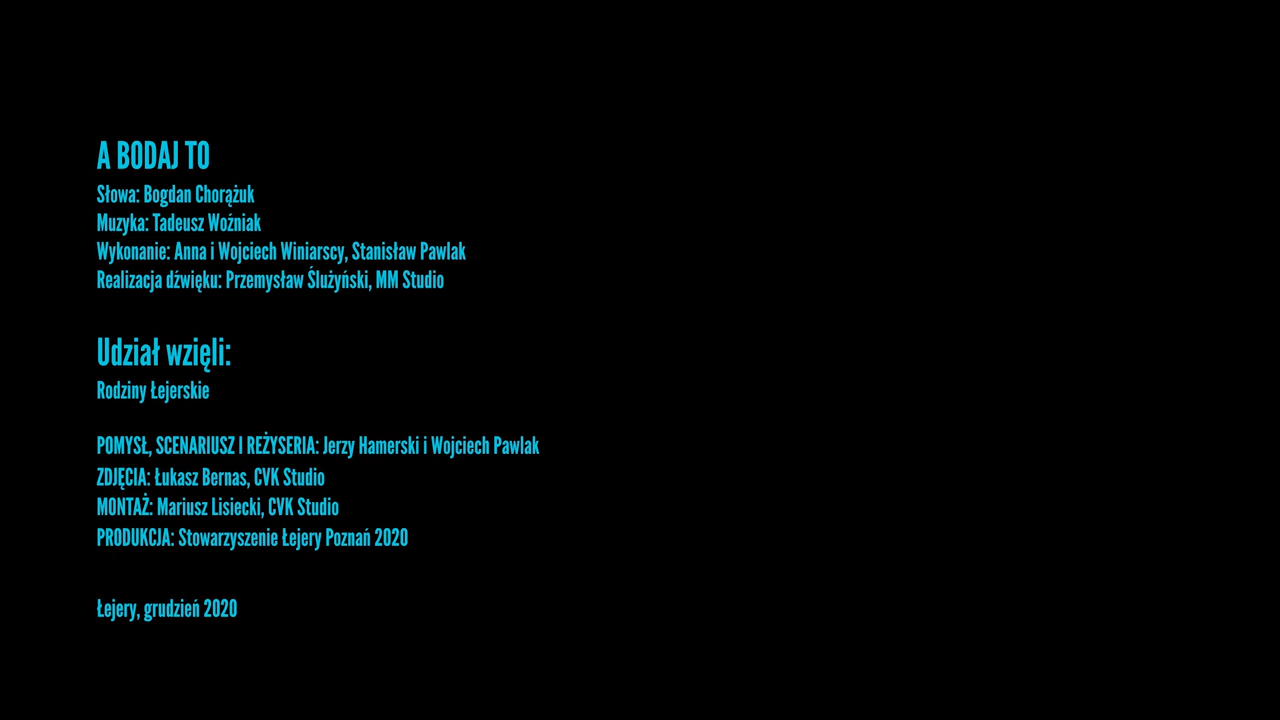 A BODAJ TO
Słowa: Bogdan Chorążuk
Muzyka: Tadeusz Woźniak
Wykonanie: Anna i Wojciech Winiarscy, Stanisław Pawlak
Realizacja dźwięku: Przemysław Ślużyński, MM Studio
Udział wzięli:
Rodziny Łejerskie
POMYSŁ, SCENARIUSZ I REŻYSERIA: Jerzy Hamerski i Wojciech Pawlak
ZDJĘCIA: Łukasz Bernas, CVK Studio
MONTAŻ: Mariusz Lisiecki, CVK Studio
PRODUKCJA: Stowarzyszenie Łejery Poznań 2020
Łejery, grudzień 2020